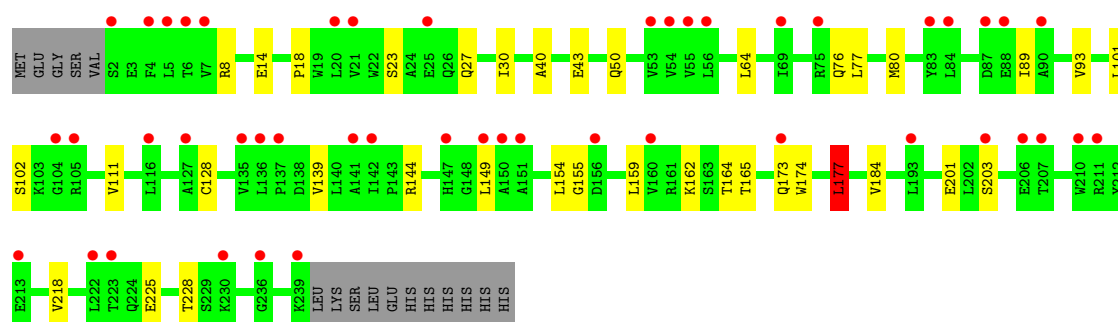 MET GLU GLY SER VAL S2 E3 F4 L5 T6 V7 R8 E14 P18 W19 L20 V21 W22 S23 A24 E25 Q26 Q27 I30 A40 E43 Q50 V53 V54 V55 L56 L64 I69 R75 Q76 L77 M80 Y83 L84 D87 E88 I89 A90 V93 L101
S102 K103 G104 R105 V111 L116 A127 C128 V135 L136 P137 D138 V139 L140 A141 I142 P143 R144 H147 G148 L149 A150 A151 L154 G155 D156 L159 V160 R161 K162 S163 T164 T165 Q173 W174 L177 V184 L193 E201 L202 S203 E206 T207 W210 R211 Y212
E213 V218 L222 T223 Q224 E225 T228 S229 K230 G236 K239 LEU LYS SER LEU GLU HIS HIS HIS HIS HIS HIS